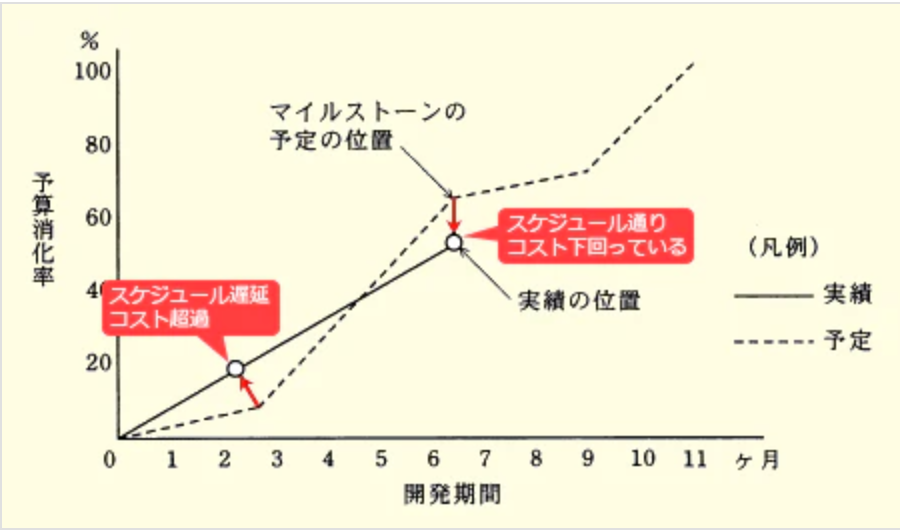 %
100
80
60
4
20
0 1 2 3 4 5 6 7 8 9 10 11 ヶ月
予算消化率
開発期間
マイルストーンの
予定の位置
スケジュール通り
コスト下回っている
実績の位置
スケジュール遅延
コスト超過
(凡例)
実績
予定